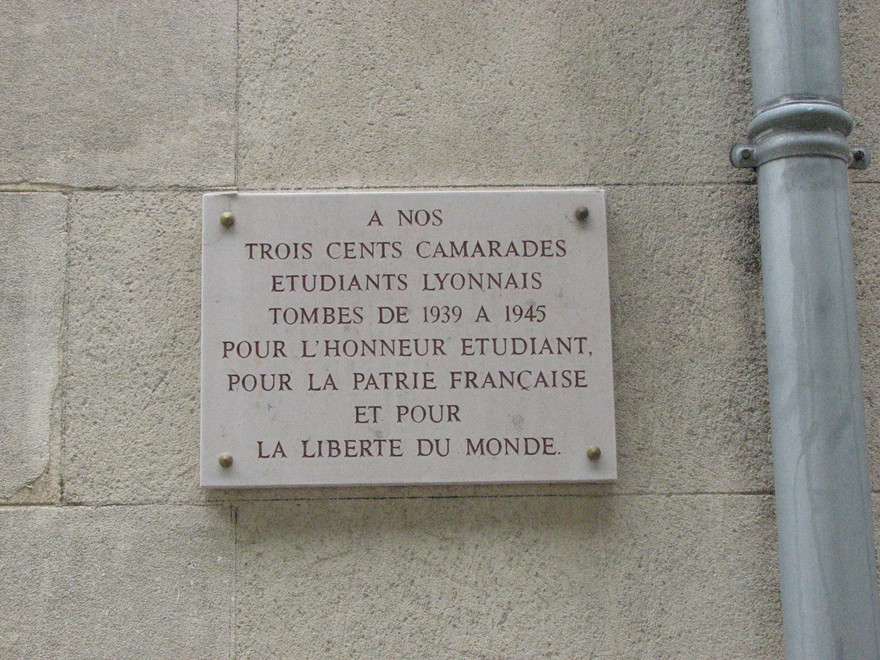 A NOS
TROIS CENTS CAMARADES
ETUDIANTS LYONNAIS
TOMBES DE 1939 A 1945
POUR L'HONNEUR ETUDIANT,
POUR LA PATRIE FRANÇAISE
ET POUR
LA LIBERTE DU MONDE.